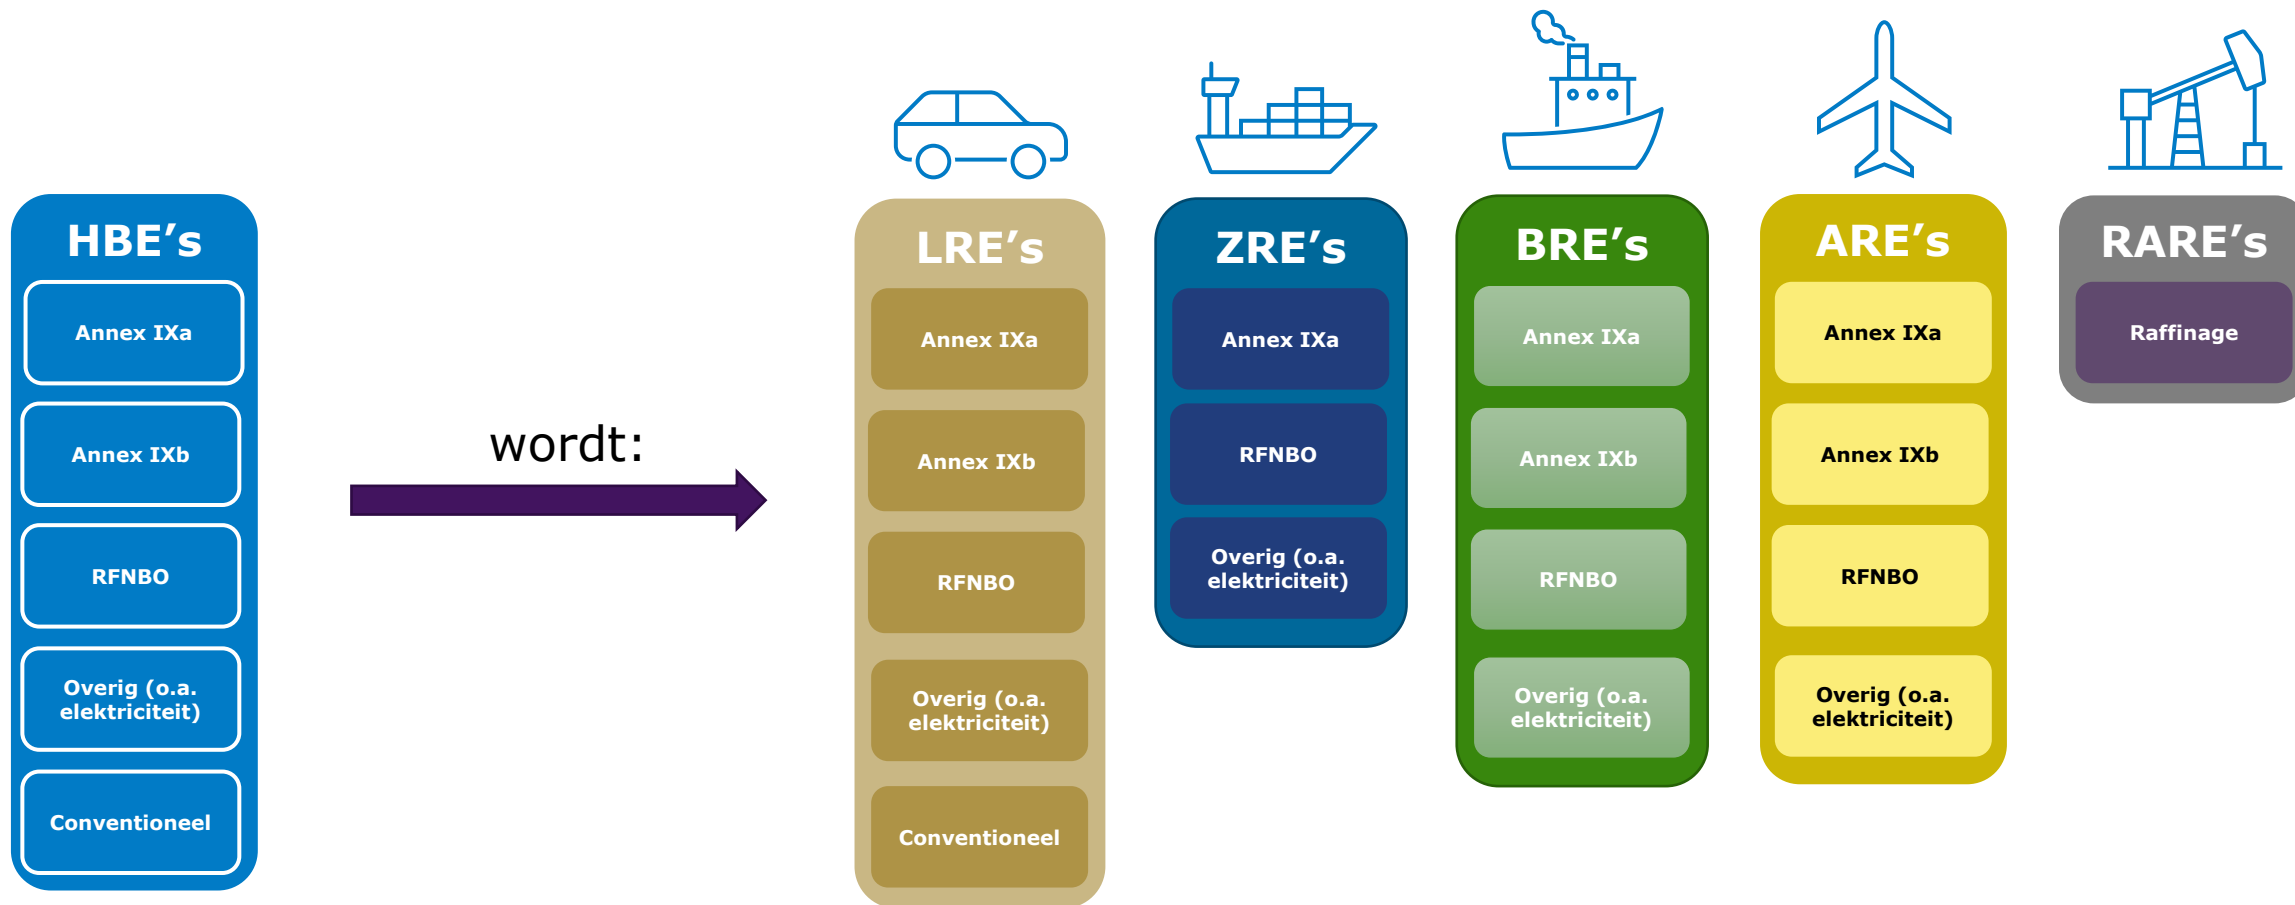 HBE’s
Annex IXa
Annex IXb
RFNBO
Overig (o.a.
elektriciteit)
Conventioneel
wordt:
LRE’s
Annex IXa
Annex IXb
RFNBO
Overig (o.a.
elektriciteit)
Conventioneel
ZRE’s
Annex IXa
RFNBO
Overig (o.a.
elektriciteit)
BRE’s
Annex IXa
Annex IXb
RFNBO
Overig (o.a.
elektriciteit)
ARE’s
Annex IXa
Annex IXb
RFNBO
Overig (o.a.
elektriciteit)
RARE’s
Raffinage